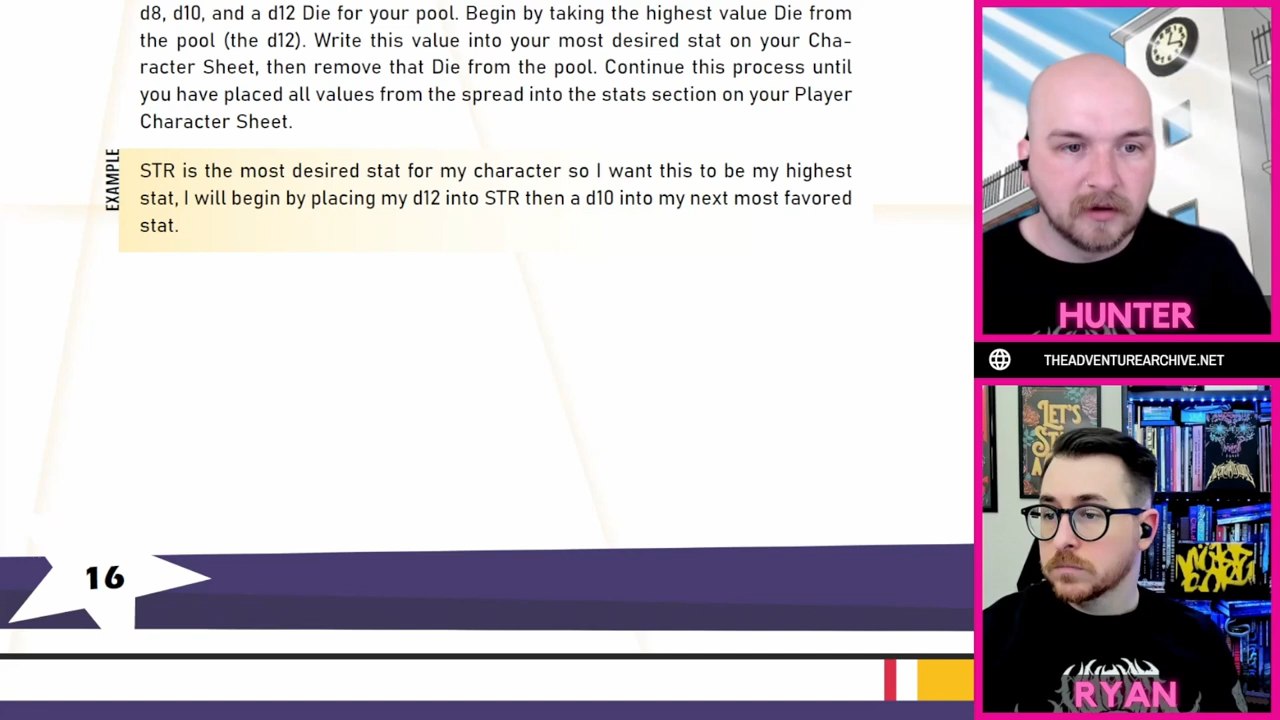 d8, d10, and a d12 Die for your pool. Begin by taking the highest value Die from
the pool (the d12). Write this value into your most desired stat on your Cha-
racter Sheet, then remove that Die from the pool. Continue this process until
you have placed all values from the spread into the stats section on your Player
Character Sheet.
EXAMPLE
STR is the most desired stat for my character so I want this to be my highest
stat, I will begin by placing my d12 into STR then a d10 into my next most favored
stat.
16
HUNTER
THEADVENTUREARCHIVE.NET
LET'S
RYAN